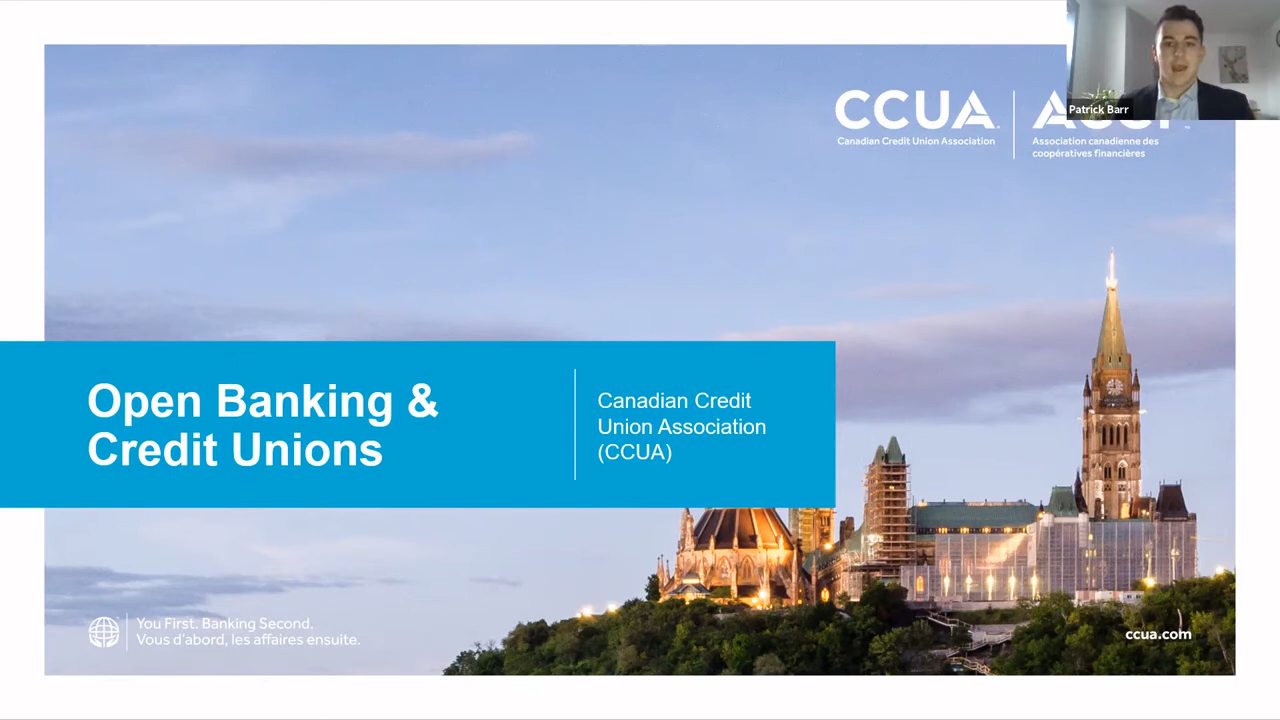 Patrick Barr
CCUA
Canadian Credit Union Association
Association canadienne des
coopératives financières
Open Banking &
Credit Unions
Canadian Credit
Union Association
(CCUA)
You First. Banking Second.
Vous d'abord, les affaires ensuite.
ccua.com